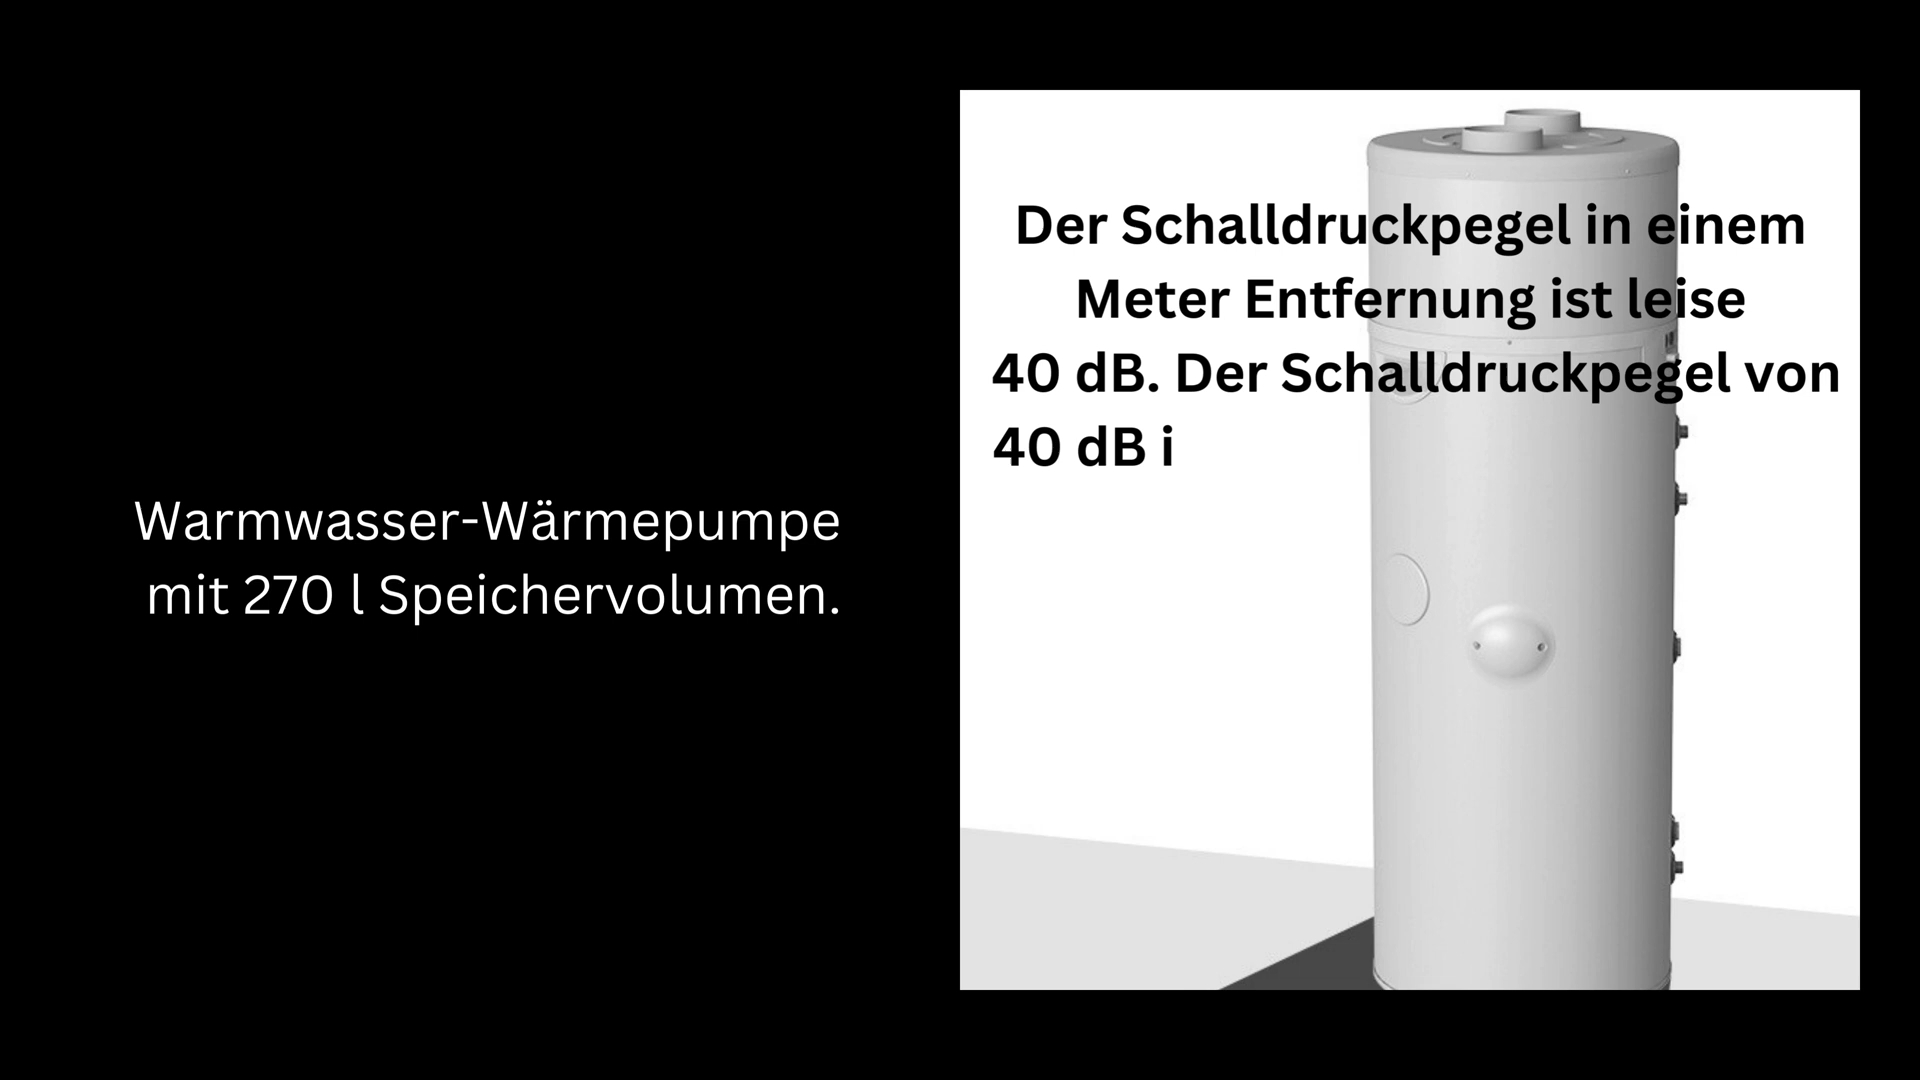 Warmwasser-Wärmepumpe
mit 270 l Speichervolumen.
Der Schalldruckpegel in einem
Meter Entfernung ist leise
40 dB. Der Schalldruckpegel von
40 dB i